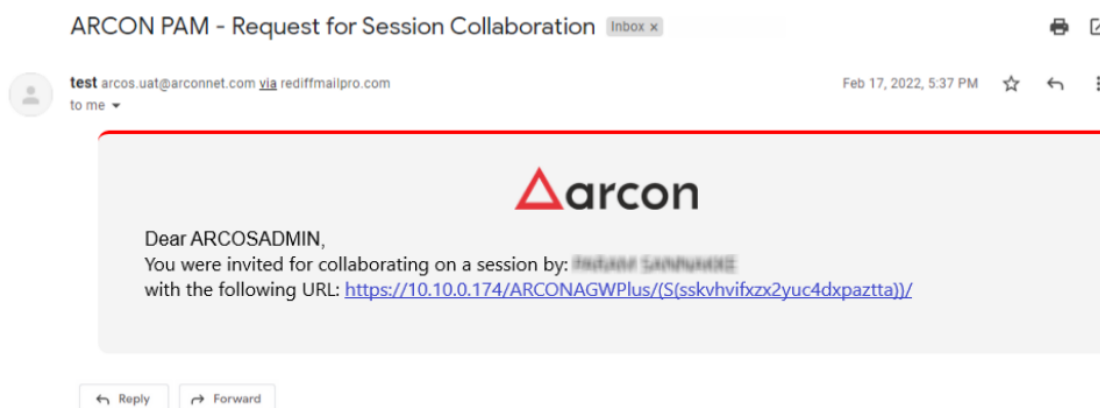 ARCON PAM - Request for Session Collaboration Inbox x
test arcos.uat@arconnet.com via rediffmailpro.com Feb 17, 2022, 5:37 PM
to me
arcon
Dear ARCOSADMIN,
You were invited for collaborating on a session by:
with the following URL: https://10.10.0.174/ARCONAGWPlus/(S(sskvhvifxzx2yuc4dxpaztta))/
Reply Forward